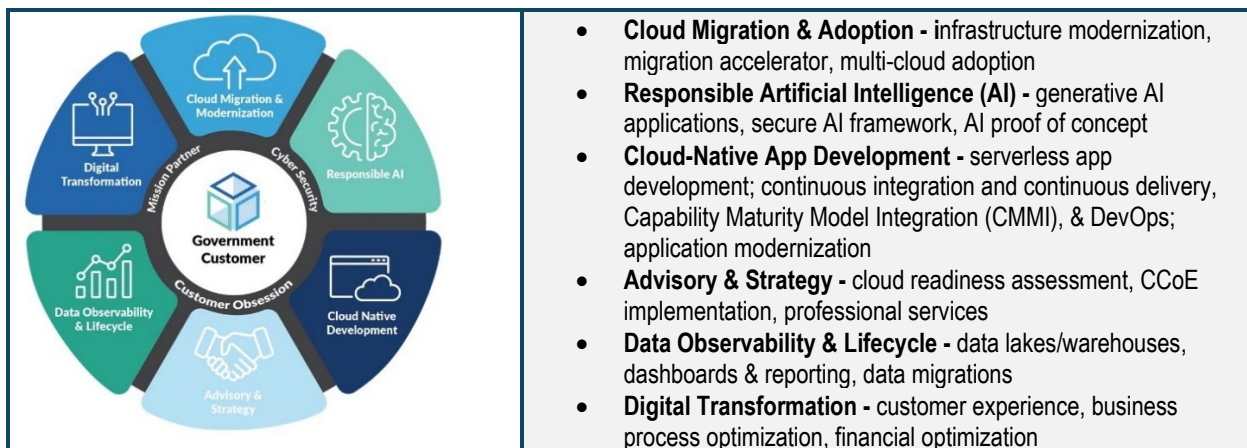 Cloud Migration &
Modernization
Digital
Transformation
Responsible AI
Mission Partner
Cyber Security
Government
Customer
Customer Obsession
Data Observability
& Lifecycle
Cloud Native
Development
Advisory &
Strategy
• Cloud Migration & Adoption - infrastructure modernization,
migration accelerator, multi-cloud adoption
• Responsible Artificial Intelligence (AI) - generative AI
applications, secure AI framework, AI proof of concept
• Cloud-Native App Development - serverless app
development; continuous integration and continuous delivery,
Capability Maturity Model Integration (CMMI), & DevOps;
application modernization
• Advisory & Strategy - cloud readiness assessment, CCoE
implementation, professional services
• Data Observability & Lifecycle - data lakes/warehouses,
dashboards & reporting, data migrations
• Digital Transformation - customer experience, business
process optimization, financial optimization